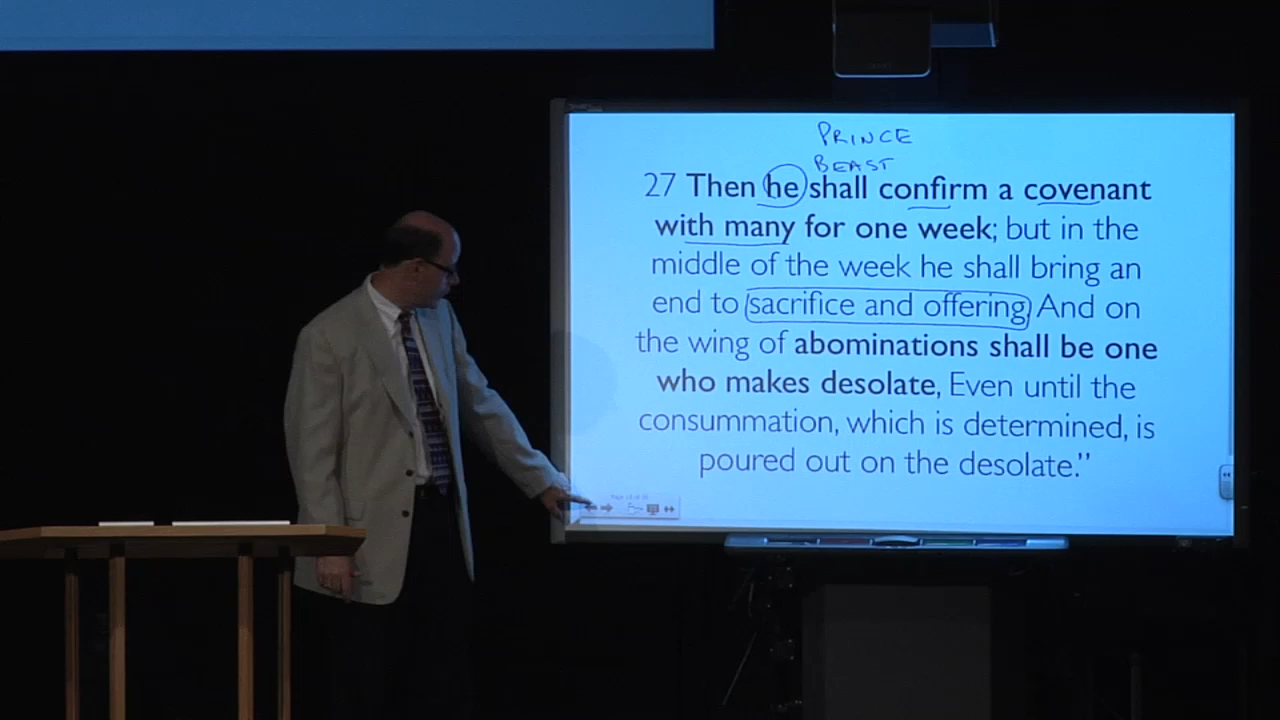 PRINCE
BEAST
27 Then he shall confirm a covenant
with many for one week; but in the
middle of the week he shall bring an
end to sacrifice and offering And on
the wing of abominations shall be one
who makes desolate, Even until the
consummation, which is determined, is
poured out on the desolate.”